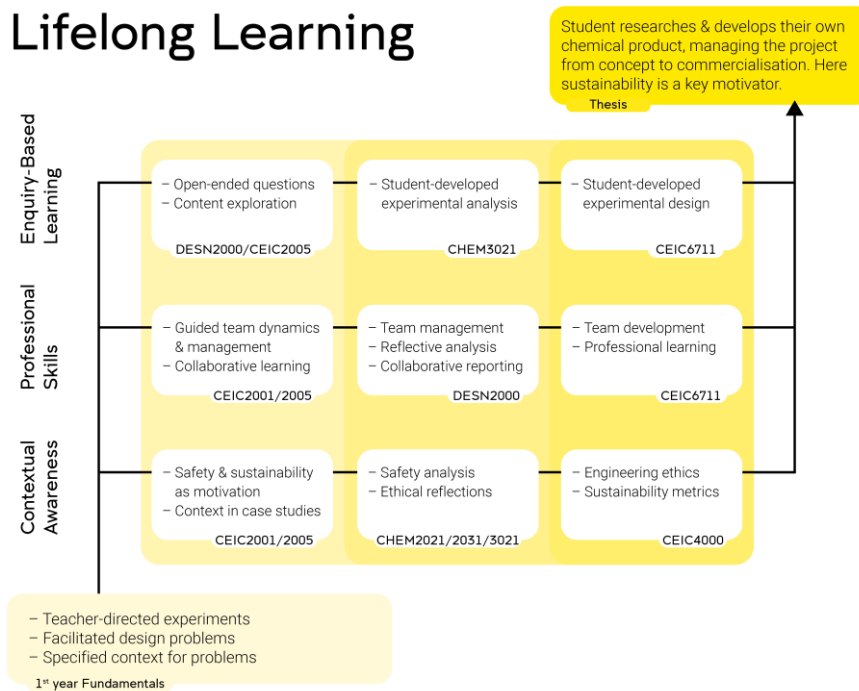 Lifelong Learning
Student researches & develops their own
chemical product, managing the project
from concept to commercialisation. Here
sustainability is a key motivator.
Thesis
Enquiry-Based
Learning
– Open-ended questions
– Content exploration
DESN2000/CEIC2005
– Student-developed
experimental analysis
CHEM3021
– Student-developed
experimental design
CEIC6711
Professional
Skills
– Guided team dynamics
& management
– Collaborative learning
CEIC2001/2005
– Team management
– Reflective analysis
– Collaborative reporting
DESN2000
– Team development
– Professional learning
CEIC6711
Contextual
Awareness
– Safety & sustainability
as motivation
– Context in case studies
CEIC2001/2005
– Safety analysis
– Ethical reflections
CHEM2021/2031/3021
– Engineering ethics
– Sustainability metrics
CEIC4000
– Teacher-directed experiments
– Facilitated design problems
– Specified context for problems
1st year Fundamentals